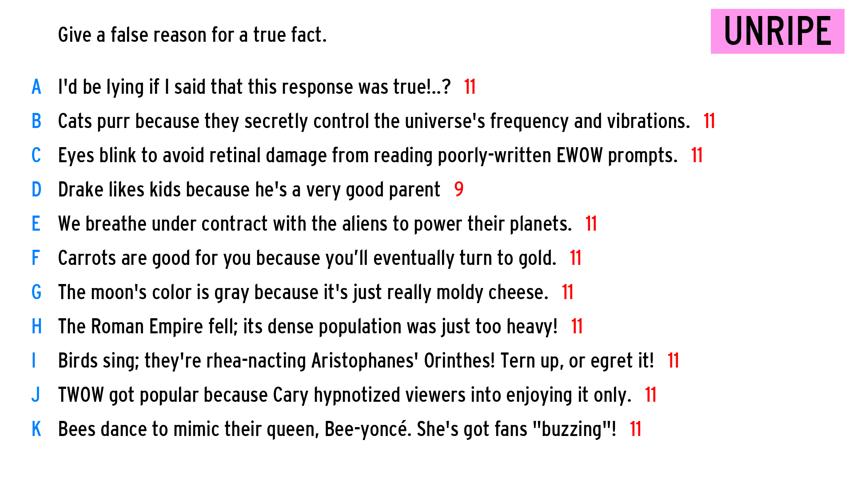 Give a false reason for a true fact.
UNRIPE
A I'd be lying if I said that this response was true!..? 11
B Cats purr because they secretly control the universe's frequency and vibrations. 11
C Eyes blink to avoid retinal damage from reading poorly-written EWOW prompts. 11
D Drake likes kids because he's a very good parent 9
E We breathe under contract with the aliens to power their planets. 11
F Carrots are good for you because you’ll eventually turn to gold. 11
G The moon's color is gray because it's just really moldy cheese. 11
H The Roman Empire fell; its dense population was just too heavy! 11
I Birds sing; they're rhea-nacting Aristophanes' Orinthes! Tern up, or egret it! 11
J TWOW got popular because Cary hypnotized viewers into enjoying it only. 11
K Bees dance to mimic their queen, Bee-yoncé. She's got fans "buzzing"! 11